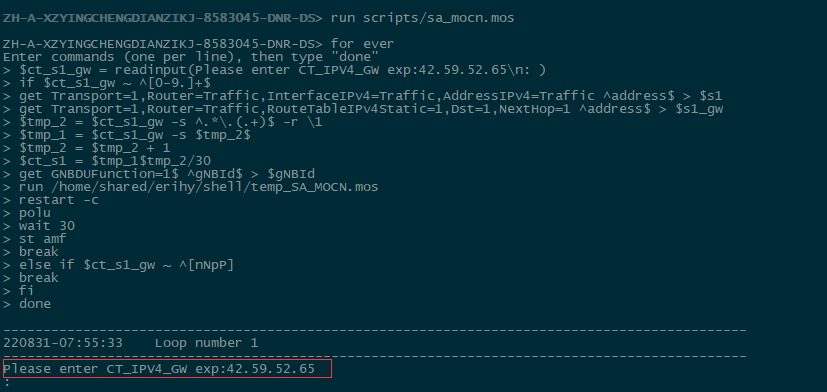 ZH-A-XZYINGCHENGDIANZIKJ-8583045-DNR-DS> run scripts/sa_mocn.mos
ZH-A-XZYINGCHENGDIANZIKJ-8583045-DNR-DS> for ever
Enter commands (one per line), then type "done"
> $ct_s1_gw = readinput(Please enter CT_IPV4_GW exp:42.59.52.65\n: )
> if $ct_s1_gw ~ ^[0-9.]+$
> get Transport=1,Router=Traffic,InterfaceIPv4=Traffic,AddressIPv4=Traffic ^address$ > $s1
> get Transport=1,Router=Traffic,RouteTableIPv4Static=1,Dst=1,NextHop=1 ^address$ > $s1_gw
> $tmp_2 = $ct_s1_gw -s ^.*\.(.+)$ -r \1
> $tmp_1 = $ct_s1_gw -s $tmp_2$
> $tmp_2 = $tmp_2 + 1
> $ct_s1 = $tmp_1$tmp_2/30
> get GNBDUFunction=1$ ^gNBId$ > $gNBId
> run /home/shared/erihy/shell/temp_SA_MOCN.mos
> restart -c
> polu
> wait 30
> st amf
> break
> else if $ct_s1_gw ~ ^[nNpP]
> break
> fi
> done
---------------------------------------------------------------------------------------------
220831-07:55:33    Loop number 1
---------------------------------------------------------------------------------------------
Please enter CT_IPV4_GW exp:42.59.52.65
: